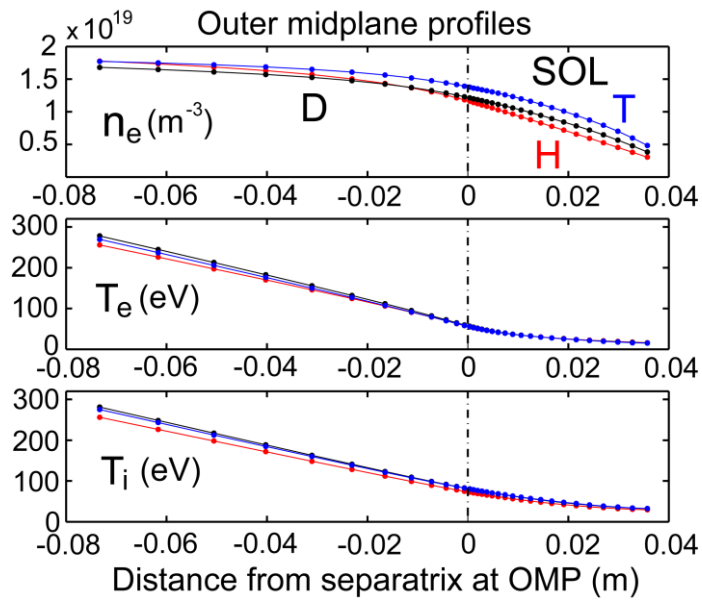 Outer midplane profiles
2 x 10^19
1.5
1
0.5
n_e (m^-3)
D
SOL
T
H
-0.08 -0.06 -0.04 -0.02 0 0.02 0.04
300
200
100
T_e (eV)
-0.08 -0.06 -0.04 -0.02 0 0.02 0.04
300
200
100
0
T_i (eV)
-0.08 -0.06 -0.04 -0.02 0 0.02 0.04
Distance from separatrix at OMP (m)